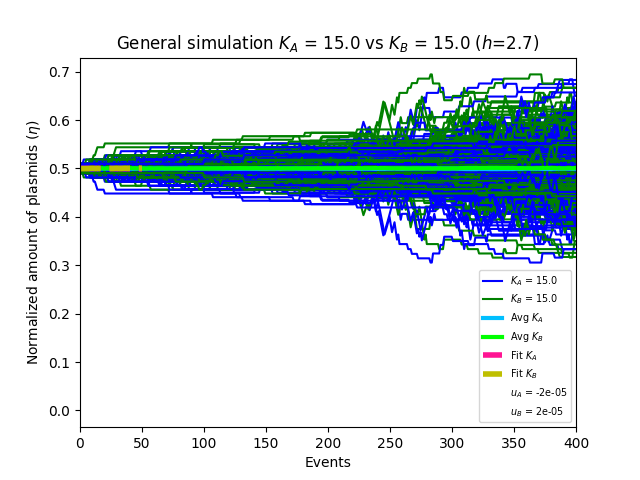 General simulation K_A = 15.0 vs K_B = 15.0 (h=2.7)
Normalized amount of plasmids (η)
0.7
0.6
0.5
0.4
0.3
0.2
0.1
0.0
K_A = 15.0
K_B = 15.0
Avg K_A
Avg K_B
Fit K_A
Fit K_B
u_A = -2e-05
u_B = 2e-05
0 50 100 150 200 250 300 350 400
Events